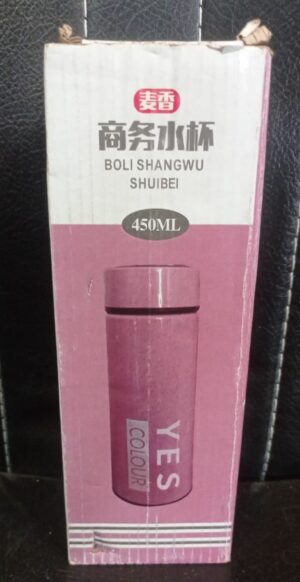 麦香
商务水杯
BOLI SHANGWU
SHUIBEI
450ML
YES
COLOUR